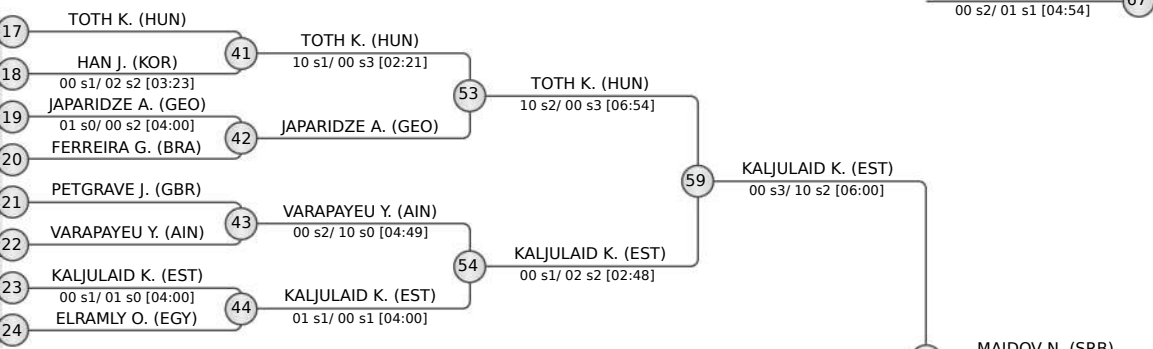 00 s2/ 01 s1 [04:54]
17
TOTH K. (HUN)
18
HAN J. (KOR)
00 s1/ 02 s2 [03:23]
19
JAPARIDZE A. (GEO)
01 s0/ 00 s2 [04:00]
20
FERREIRA G. (BRA)
21
PETGRAVE J. (GBR)
22
VARAPAYEU Y. (AIN)
23
KALJULAID K. (EST)
00 s1/ 01 s0 [04:00]
24
ELRAMLY O. (EGY)
41
TOTH K. (HUN)
10 s1/ 00 s3 [02:21]
42
JAPARIDZE A. (GEO)
43
VARAPAYEU Y. (AIN)
00 s2/ 10 s0 [04:49]
44
KALJULAID K. (EST)
01 s1/ 00 s1 [04:00]
53
TOTH K. (HUN)
10 s2/ 00 s3 [06:54]
54
KALJULAID K. (EST)
00 s1/ 02 s2 [02:48]
59
KALJULAID K. (EST)
00 s3/ 10 s2 [06:00]
67
MAJDOV N. (SRB)